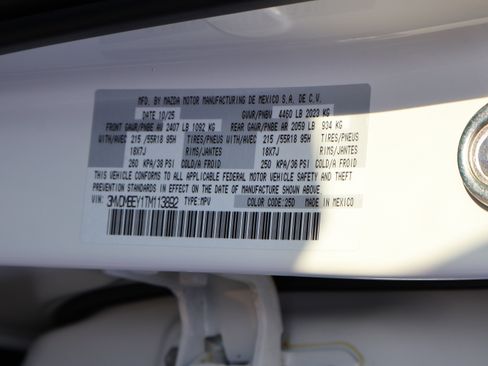 MFD. BY MAZDA MOTOR MANUFACTURING DE MEXICO S.A. DE C.V.
DATE 10/25 GVWR/PNBV 4460 LB 2023 KG
FRONT GAWR/PNBE AV 2407 LB 1092 KG REAR GAWR/PNBE AR 2059 LB 934 KG
WITH/AVEC 215/55R18 95H TIRES/PNEUS WITH/AVEC 215/55R18 95H TIRES/PNEUS
18X7J RIMS/JANTES 18X7J RIMS/JANTES
260 KPA/38 PSI COLD/A FROID 250 KPA/36 PSI COLD/A FROID
THIS VEHICLE CONFORMS TO ALL APPLICABLE FEDERAL MOTOR VEHICLE SAFETY AND THEFT
PREVENTION STANDARDS IN EFFECT ON THE DATE OF MANUFACTURE SHOWN ABOVE.
VIN: TYPE: MPV COLOR CODE: 25D MADE IN MEXICO